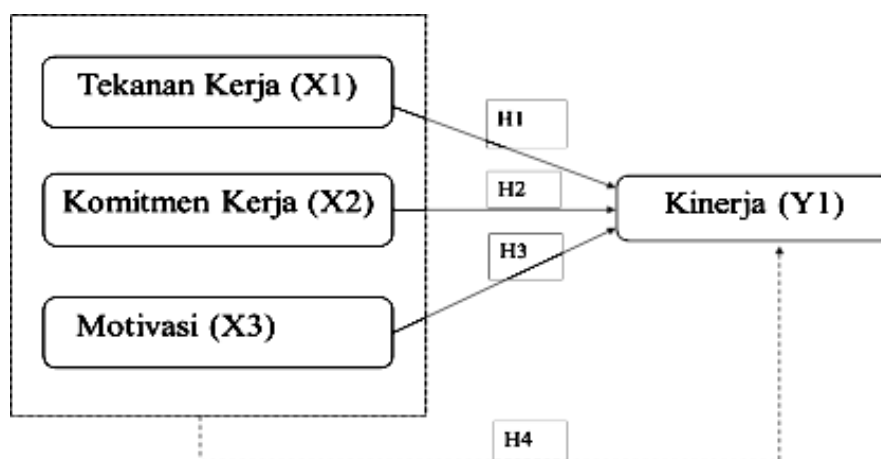 Tekanan Kerja (X1)
H1
Komitmen Kerja (X2)
H2
Kinerja (Y1)
H3
Motivasi (X3)
H4